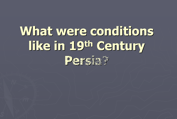 What were conditions
like in 19th Century
Persia?